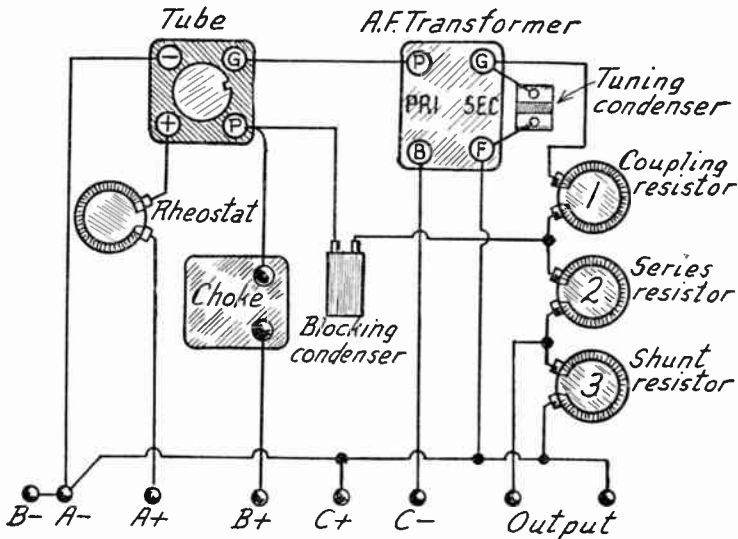 Tube
A.F. Transformer
− G
+ P
P G
PRI SEC
B F
Tuning
condenser
Coupling
resistor
1
Rheostat
Choke
Blocking
condenser
Series
resistor
2
Shunt
resistor
3
B− A− A+ B+ C+ C− Output